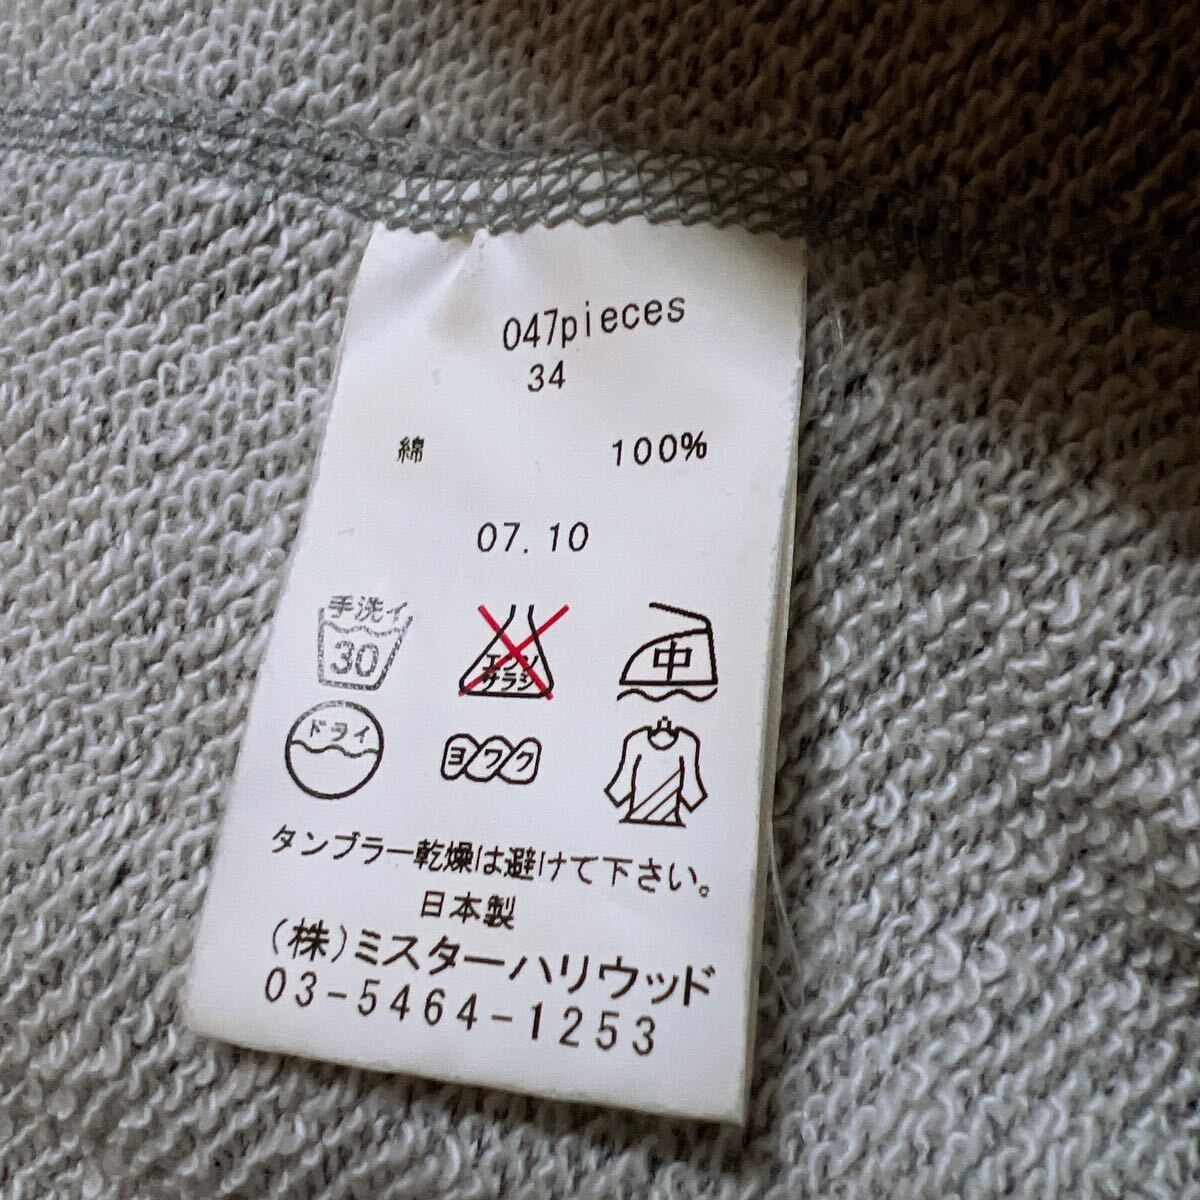 047pieces
34
綿 100%
07.10
手洗イ
30
エンソ
サラシ
中
ドライ
ヨワク
タンブラー乾燥は避けて下さい。
日本製
(株)ミスターハリウッド
03-5464-1253